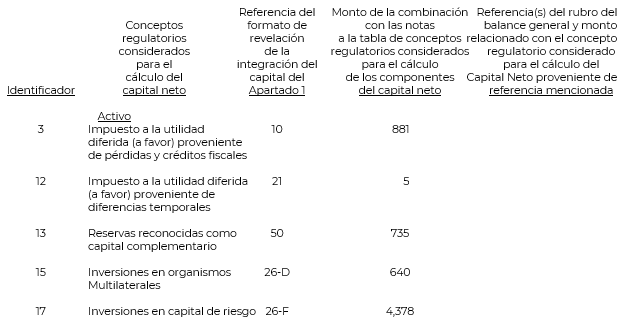 Identificador
Conceptos
regulatorios
considerados
para el
cálculo del
capital neto
Referencia del
formato de
revelación
de la
integración del
capital del
Apartado 1
Monto de la combinación
con las notas
a la tabla de conceptos
regulatorios considerados
para el cálculo
de los componentes
del capital neto
Referencia(s) del rubro del
balance general y monto
relacionado con el concepto
regulatorio considerado
para el cálculo del
Capital Neto proveniente de
referencia mencionada
Activo
3 Impuesto a la utilidad 10 881
diferida (a favor) proveniente
de pérdidas y créditos fiscales
12 Impuesto a la utilidad diferida 21 5
(a favor) proveniente de
diferencias temporales
13 Reservas reconocidas como 50 735
capital complementario
15 Inversiones en organismos 26-D 640
Multilaterales
17 Inversiones en capital de riesgo 26-F 4,378